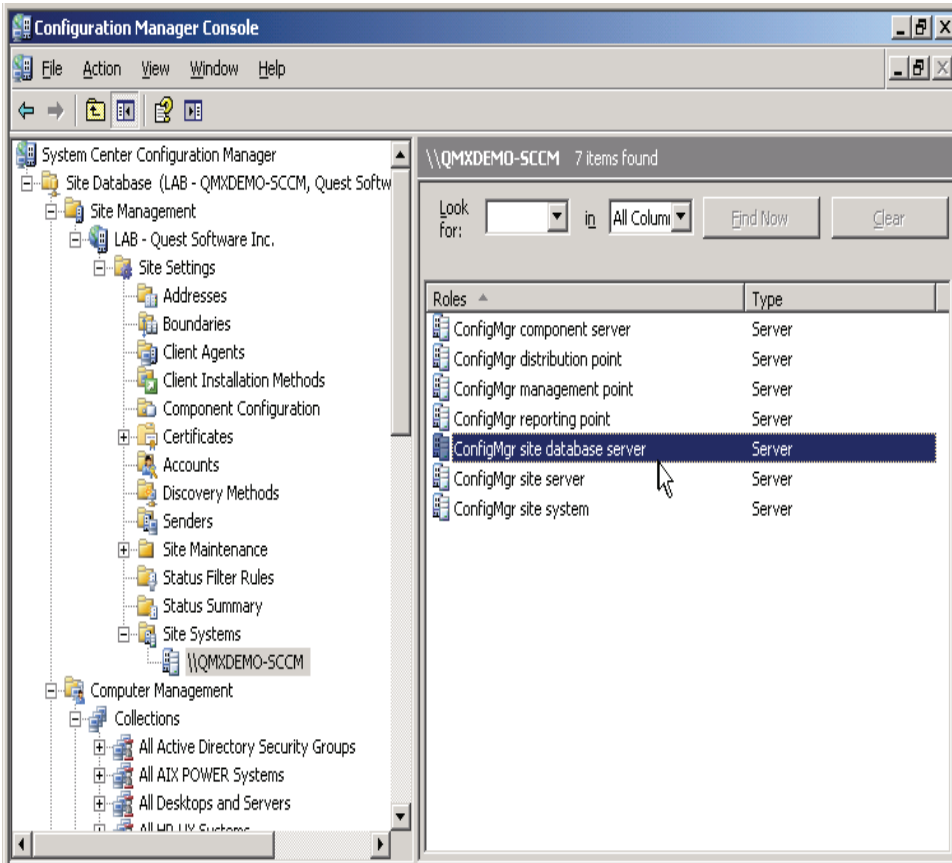 Configuration Manager Console
File Action View Window Help
System Center Configuration Manager
Site Database (LAB - QMXDEMO-SCCM, Quest Softw
Site Management
LAB - Quest Software Inc.
Site Settings
Addresses
Boundaries
Client Agents
Client Installation Methods
Component Configuration
Certificates
Accounts
Discovery Methods
Senders
Site Maintenance
Status Filter Rules
Status Summary
Site Systems
\\QMXDEMO-SCCM
Computer Management
Collections
All Active Directory Security Groups
All AIX POWER Systems
All Desktops and Servers
All HP-UX Systems
\\QMXDEMO-SCCM 7 items found
Look for: in All Colum Find Now Clear
Roles Type
ConfigMgr component server Server
ConfigMgr distribution point Server
ConfigMgr management point Server
ConfigMgr reporting point Server
ConfigMgr site database server Server
ConfigMgr site server Server
ConfigMgr site system Server